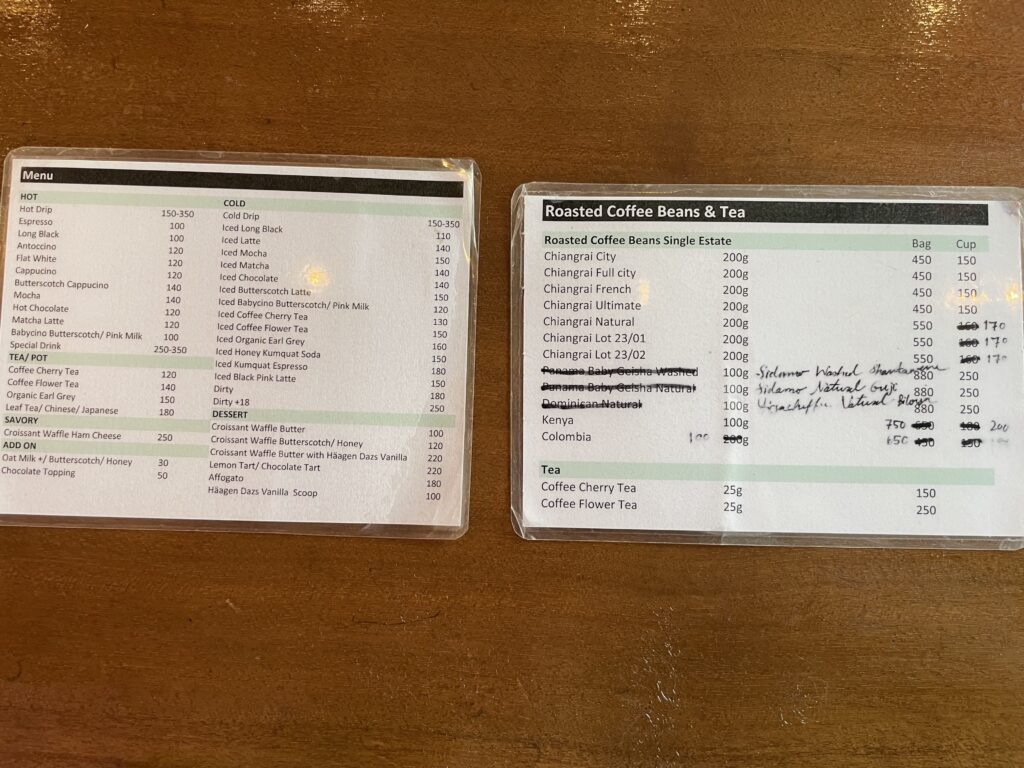 Menu
HOT
Hot Drip 150-350
Espresso 100
Long Black 100
Antoccino 120
Flat White 120
Cappucino 120
Butterscotch Cappucino 140
Mocha 140
Hot Chocolate 120
Matcha Latte 120
Babycino Butterscotch/ Pink Milk 100
Special Drink 250-350
TEA/ POT
Coffee Cherry Tea 120
Coffee Flower Tea 140
Organic Earl Grey 150
Leaf Tea/ Chinese/ Japanese 180
SAVORY
Croissant Waffle Ham Cheese 250
ADD ON
Oat Milk +/ Butterscotch/ Honey 30
Chocolate Topping 50
COLD
Cold Drip 150-350
Iced Long Black 110
Iced Latte 140
Iced Mocha 150
Iced Matcha 140
Iced Chocolate 140
Iced Butterscotch Latte 150
Iced Babycino Butterscotch/ Pink Milk 120
Iced Coffee Cherry Tea 130
Iced Coffee Flower Tea 150
Iced Organic Earl Grey 160
Iced Honey Kumquat Soda 150
Iced Kumquat Espresso 180
Iced Black Pink Latte 150
Dirty 180
Dirty +18 250
DESSERT
Croissant Waffle Butter 100
Croissant Waffle Butterscotch/ Honey 120
Croissant Waffle Butter with Häagen Dazs Vanilla 220
Lemon Tart/ Chocolate Tart 220
Affogato 180
Häagen Dazs Vanilla Scoop 100
Roasted Coffee Beans & Tea
Roasted Coffee Beans Single Estate Bag Cup
Chiangrai City 200g 450 150
Chiangrai Full city 200g 450 150
Chiangrai French 200g 450 150
Chiangrai Ultimate 200g 450 150
Chiangrai Natural 200g 550 160 170
Chiangrai Lot 23/01 200g 550 160 170
Chiangrai Lot 23/02 200g 550 160 170
Panama Baby Geisha Washed 100g Sidamo Washed 880 250
Panama Baby Geisha Natural 100g Sidamo Natural Guji 880 250
Dominican Natural 100g Natural 880 250
Kenya 100g 750 200
Colombia 100 200g 650 450 150
Tea
Coffee Cherry Tea 25g 150
Coffee Flower Tea 25g 250